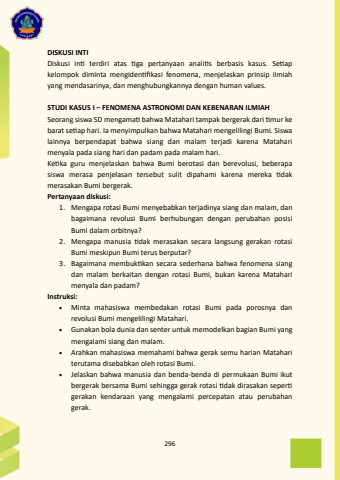 DISKUSI INTI
Diskusi inti terdiri atas tiga pertanyaan analitis berbasis kasus. Setiap
kelompok diminta mengidentifikasi fenomena, menjelaskan prinsip ilmiah
yang mendasarinya, dan menghubungkannya dengan human values.
STUDI KASUS I – FENOMENA ASTRONOMI DAN KEBENARAN ILMIAH
Seorang siswa SD mengamati bahwa Matahari tampak bergerak dari timur ke
barat setiap hari. Ia menyimpulkan bahwa Matahari mengelilingi Bumi. Siswa
lainnya berpendapat bahwa siang dan malam terjadi karena Matahari
menyala pada siang hari dan padam pada malam hari.
Ketika guru menjelaskan bahwa Bumi berotasi dan berevolusi, beberapa
siswa merasa penjelasan tersebut sulit dipahami karena mereka tidak
merasakan Bumi bergerak.
Pertanyaan diskusi:
1. Mengapa rotasi Bumi menyebabkan terjadinya siang dan malam, dan
bagaimana revolusi Bumi berhubungan dengan perubahan posisi
Bumi dalam orbitnya?
2. Mengapa manusia tidak merasakan secara langsung gerakan rotasi
Bumi meskipun Bumi terus berputar?
3. Bagaimana membuktikan secara sederhana bahwa fenomena siang
dan malam berkaitan dengan rotasi Bumi, bukan karena Matahari
menyala dan padam?
Instruksi:
• Minta mahasiswa membedakan rotasi Bumi pada porosnya dan
revolusi Bumi mengelilingi Matahari.
• Gunakan bola dunia dan senter untuk memodelkan bagian Bumi yang
mengalami siang dan malam.
• Arahkan mahasiswa memahami bahwa gerak semu harian Matahari
terutama disebabkan oleh rotasi Bumi.
• Jelaskan bahwa manusia dan benda-benda di permukaan Bumi ikut
bergerak bersama Bumi sehingga gerak rotasi tidak dirasakan seperti
gerakan kendaraan yang mengalami percepatan atau perubahan
gerak.
296